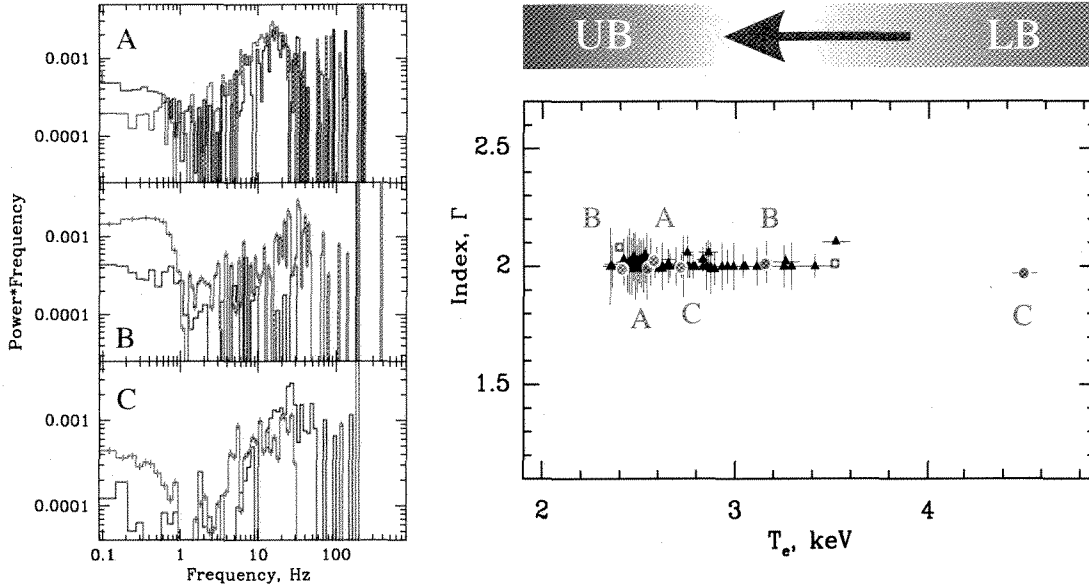 A
0.001
0.0001
Power*Frequency
0.001
0.0001
B
C
0.001
0.0001
0.1 1 10 100
Frequency, Hz
UB LB
2.5
Index, Γ
B A B
2
A C C
1.5
2 3 4
T_e, keV